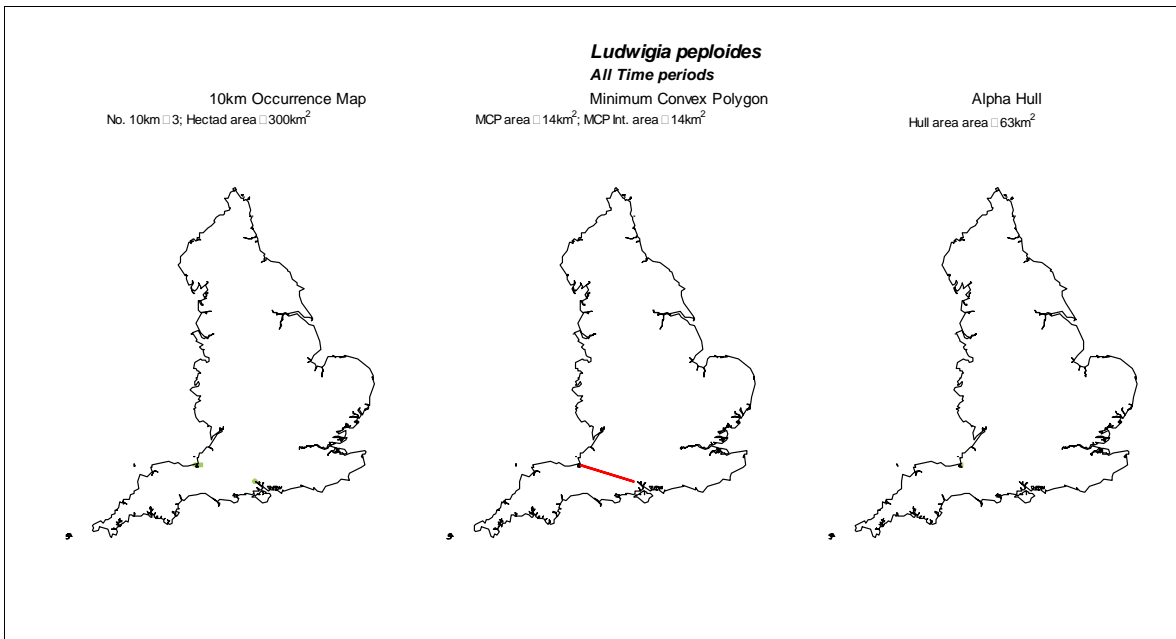 Ludwigia peploides
All Time periods
10km Occurrence Map
No. 10km □ 3; Hectad area □ 300km²
Minimum Convex Polygon
MCP area □ 14km²; MCP Int. area □ 14km²
Alpha Hull
Hull area area □ 63km²